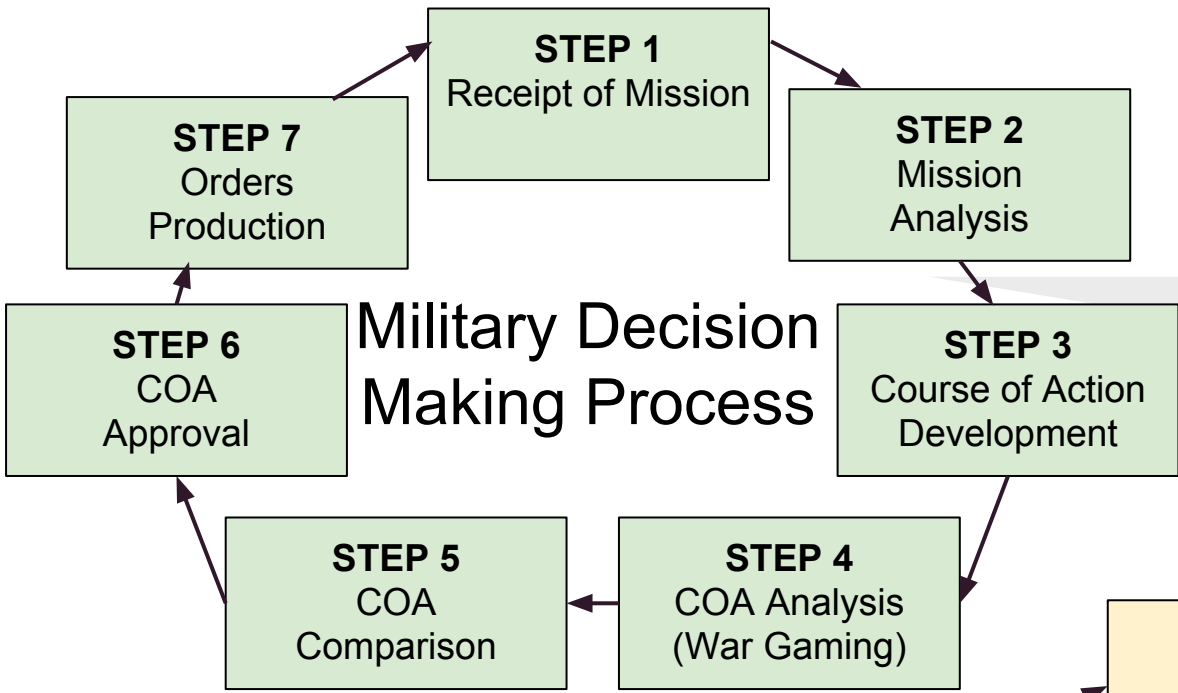 STEP 1
Receipt of Mission
STEP 2
Mission
Analysis
STEP 3
Course of Action
Development
STEP 4
COA Analysis
(War Gaming)
STEP 5
COA
Comparison
STEP 6
COA
Approval
STEP 7
Orders
Production
Military Decision
Making Process